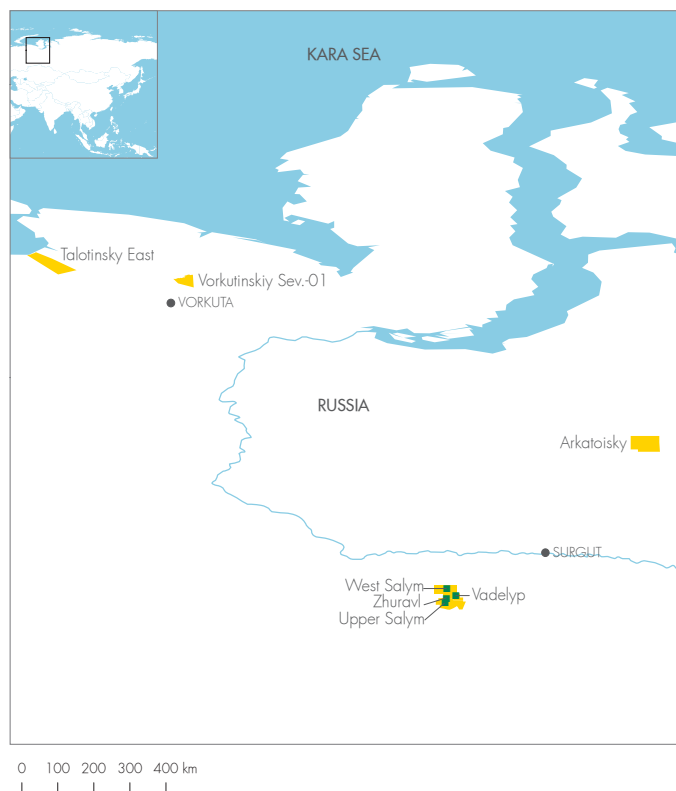 KARA SEA
Talotinsky East
Vorkutinskiy Sev.-01
VORKUTA
RUSSIA
Arkatoisky
SURGUT
West Salym
Vadelyp
Zhuravl
Upper Salym
0 100 200 300 400 km